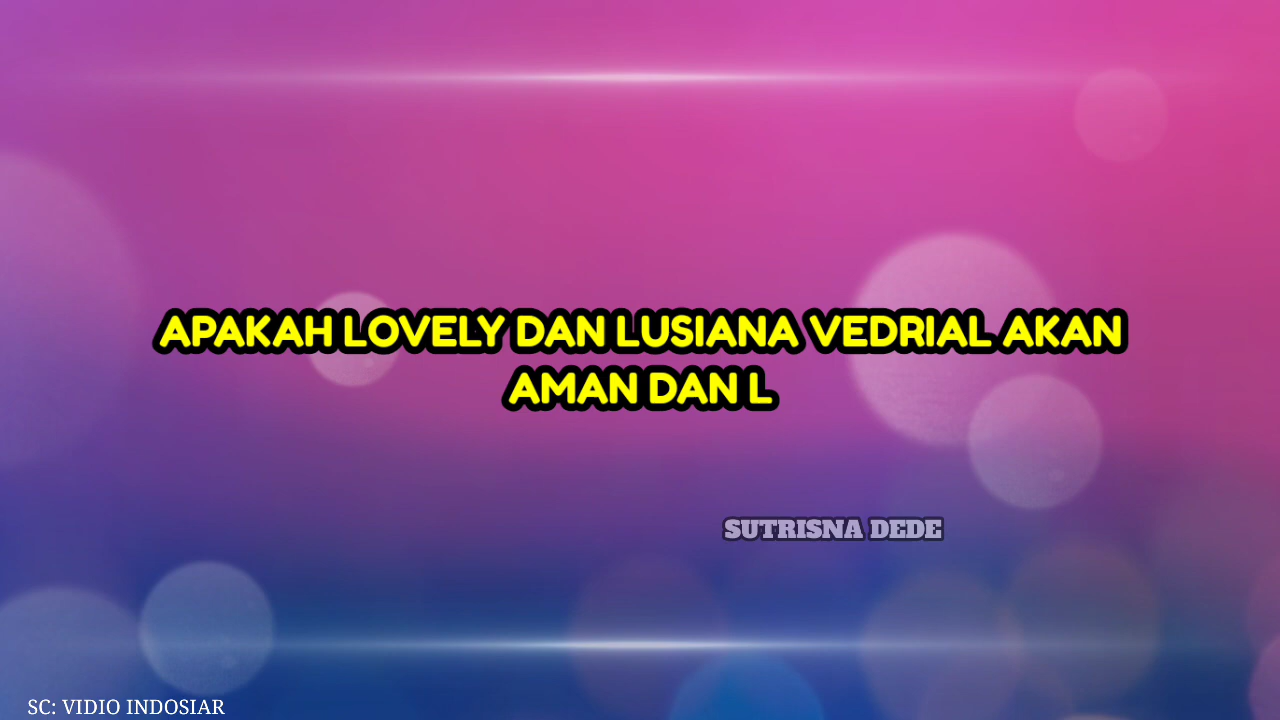 APAKAH LOVELY DAN LUSIANA VEDRIAL AKAN
AMAN DAN L
SUTRISNA DEDE
SC: VIDIO INDOSIAR